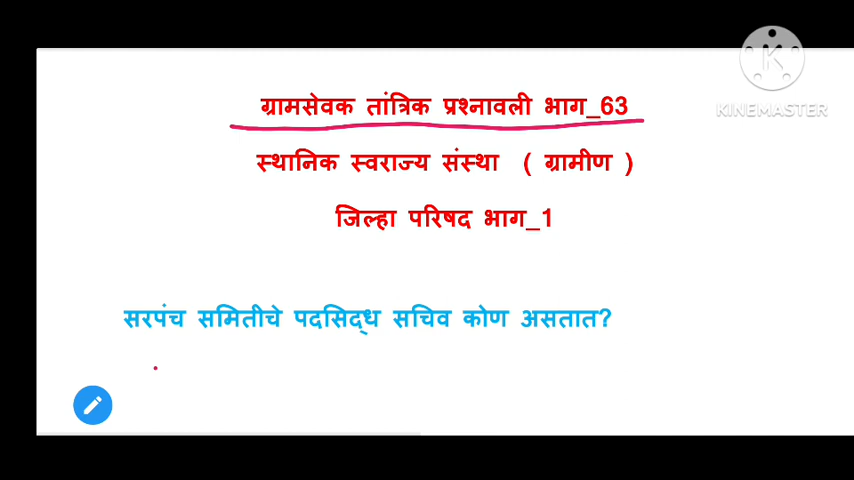 KINEMASTER
ग्रामसेवक तांत्रिक प्रश्नावली भाग_63
स्थानिक स्वराज्य संस्था ( ग्रामीण )
जिल्हा परिषद भाग_1
सरपंच समितीचे पदसिद्ध सचिव कोण असतात?